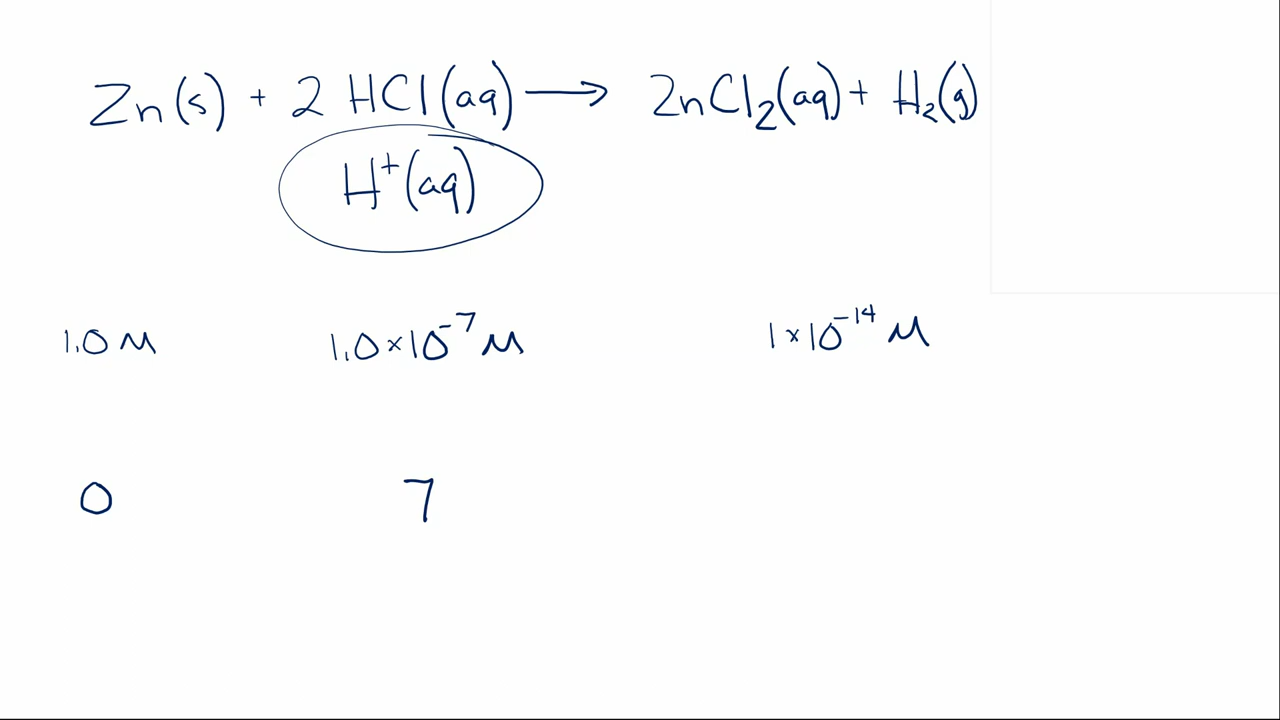 Zn(s) + 2 HCl(aq) ⟶ ZnCl₂(aq) + H₂(g)
H⁺(aq)
1.0 M 1.0 × 10⁻⁷ M 1 × 10⁻¹⁴ M
0 7